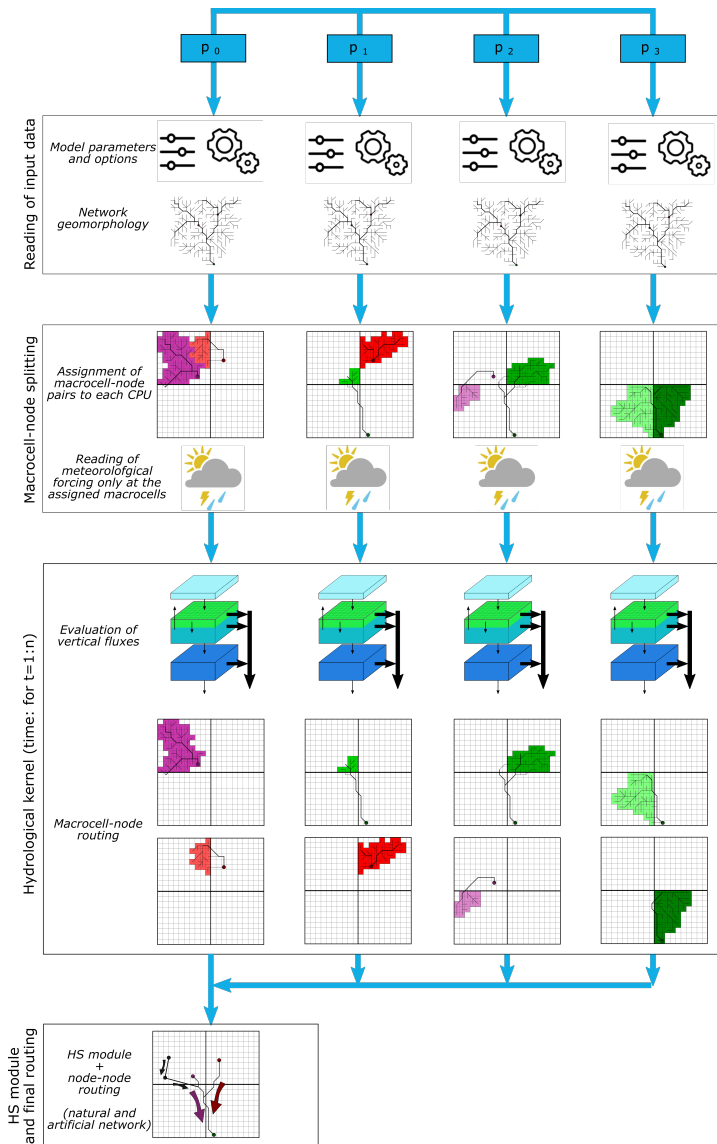 p 0
p 1
p 2
p 3
Reading of input data
Model parameters
and options
Network
geomorphology
Macrocell-node splitting
Assignment of
macrocell-node
pairs to each CPU
Reading of
meteorolofgical
forcing only at the
assigned macrocells
Hydrological kernel (time: for t=1:n)
Evaluation of
vertical fluxes
Macrocell-node
routing
HS module
and final routing
HS module
+
node-node
routing
(natural and
artificial network)